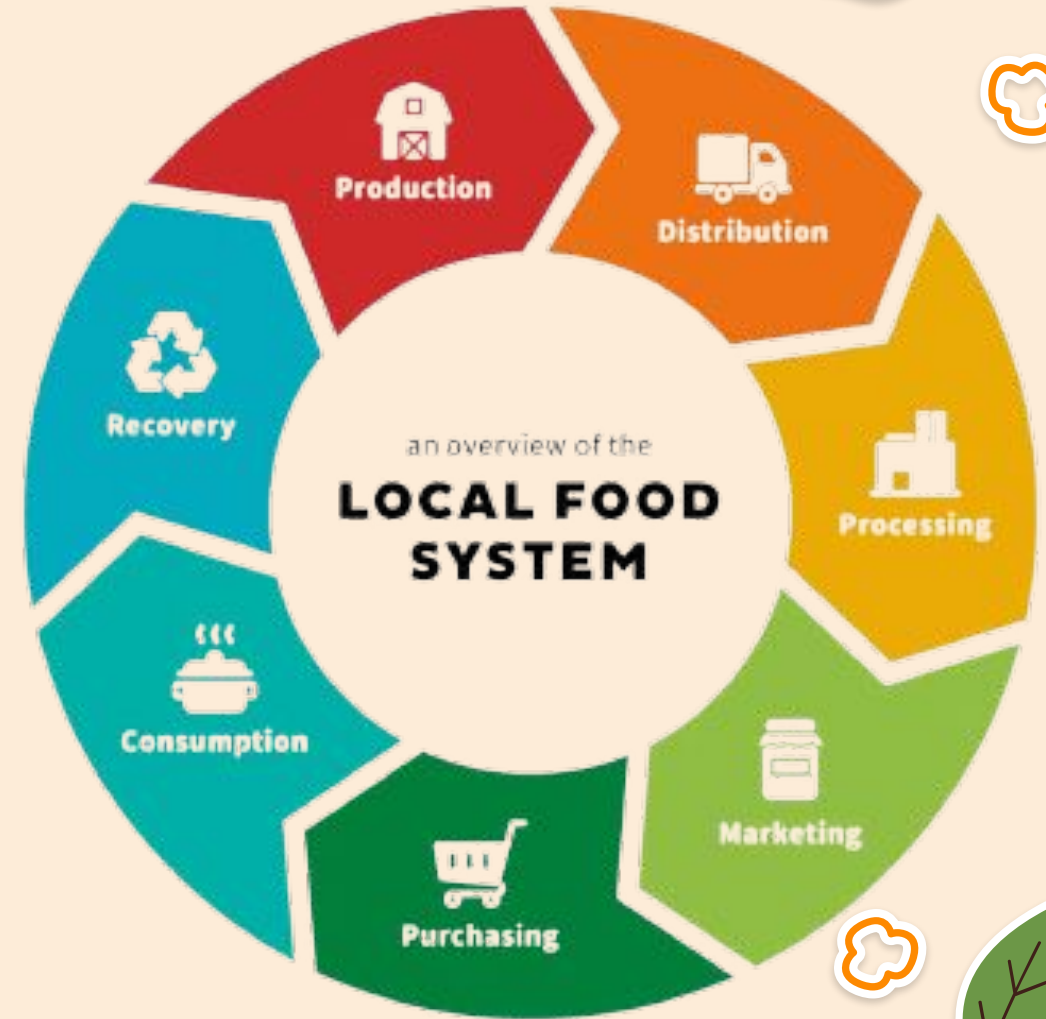 Production
Distribution
Processing
Marketing
Purchasing
Consumption
Recovery
an overview of the
LOCAL FOOD
SYSTEM